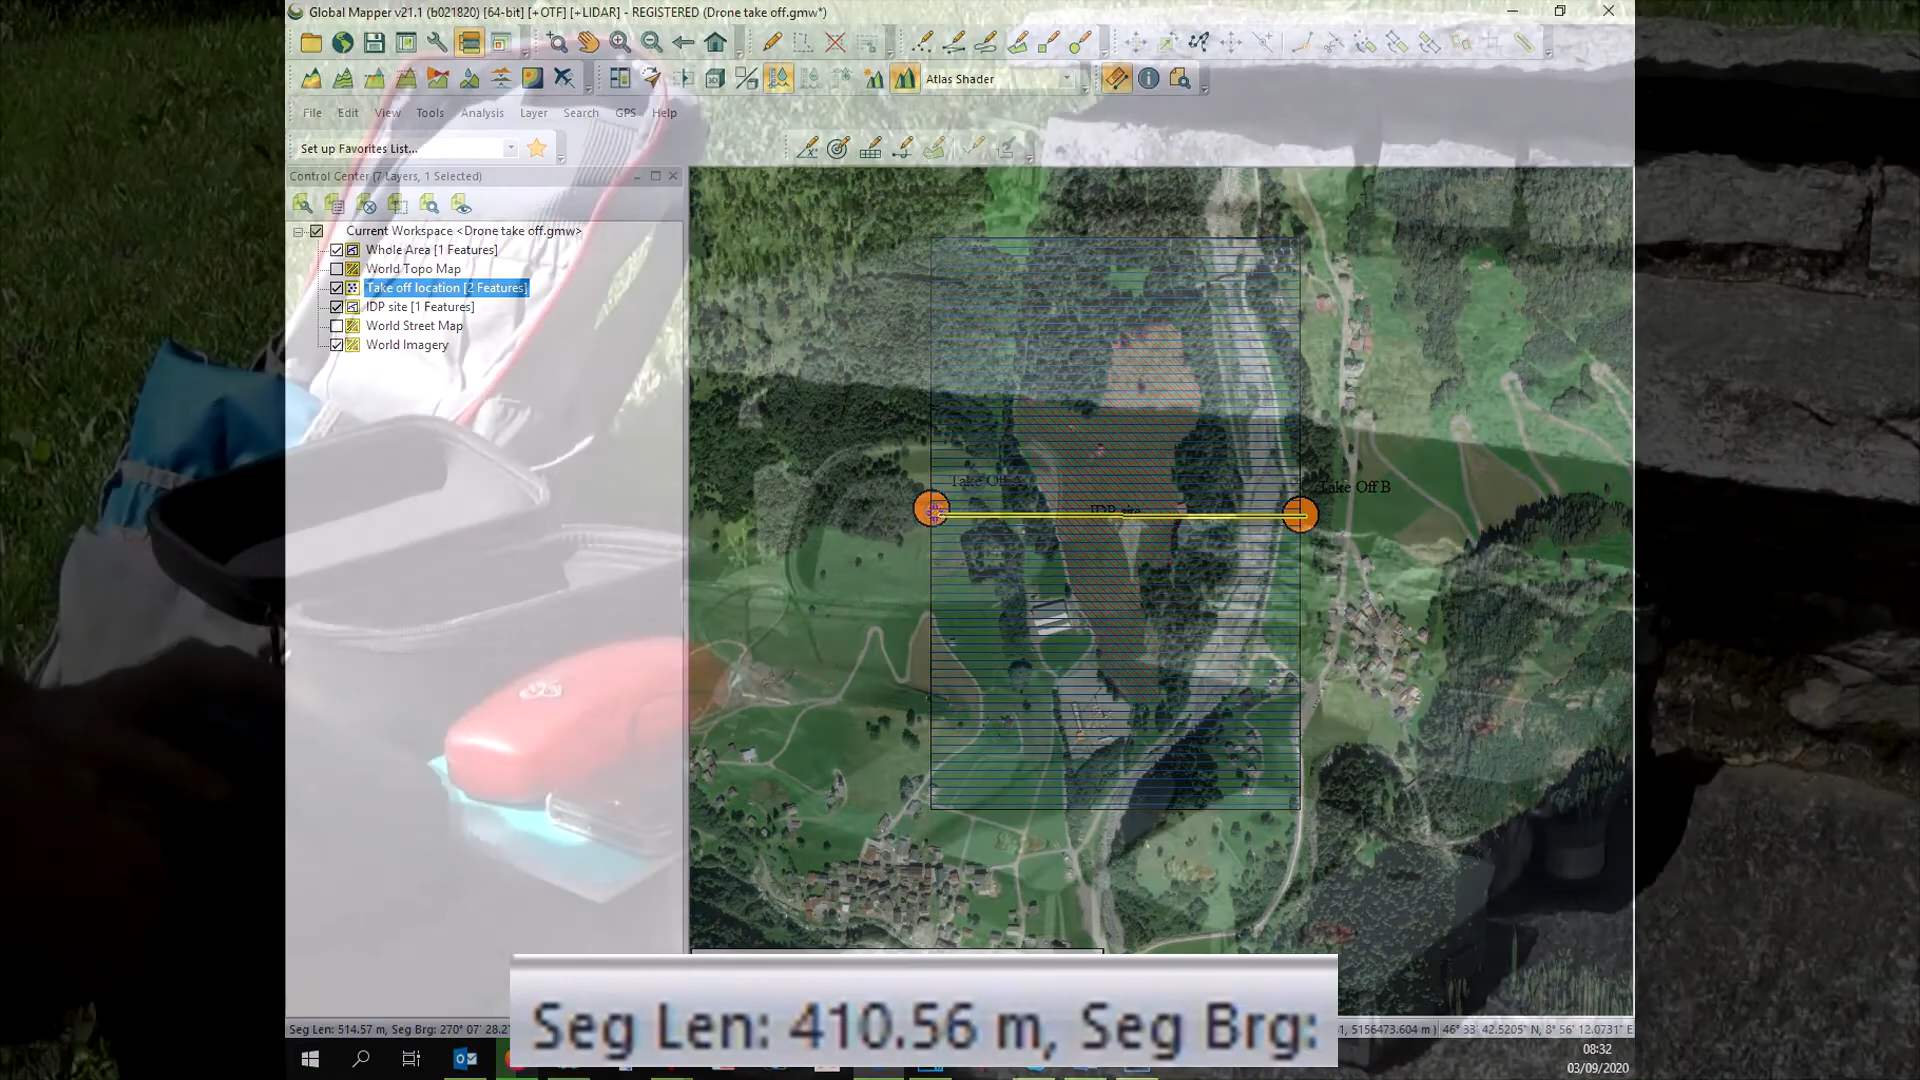 Global Mapper v21.1 (b021820) [64-bit] [+OTF] [+LIDAR] - REGISTERED (Drone take off.gmw*)
Atlas Shader
File Edit View Tools Analysis Layer Search GPS Help
Set up Favorites List...
Control Center (7 Layers, 1 Selected)
Current Workspace <Drone take off.gmw>
Whole Area [1 Features]
World Topo Map
Take off location [2 Features]
IDP site [1 Features]
World Street Map
World Imagery
Take Off A
Take Off B
IDP site
Seg Len: 410.56 m, Seg Brg:
Seg Len: 514.57 m, Seg Brg: 270° 07' 28.2
5156473.604 m ) 46° 33' 42.5205" N, 8° 56' 12.0731" E
08:32
03/09/2020